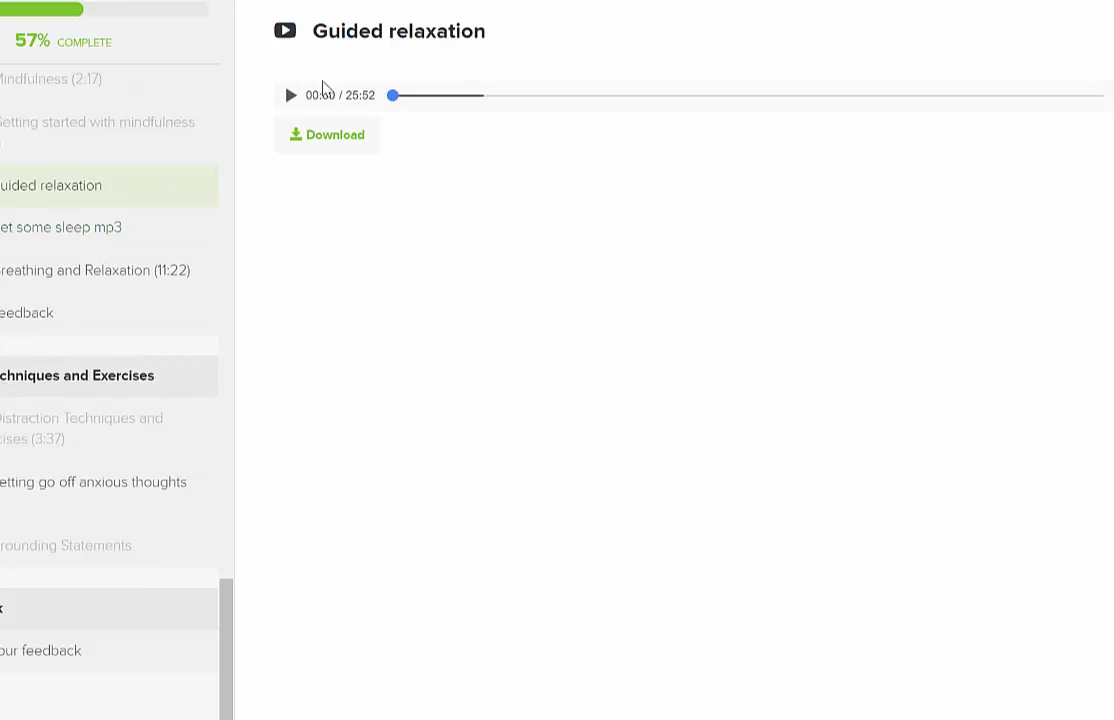 57% COMPLETE
Mindfulness (2:17)
Getting started with mindfulness
uided relaxation
et some sleep mp3
reathing and Relaxation (11:22)
eedback
chniques and Exercises
Distraction Techniques and
cises (3:37)
etting go off anxious thoughts
rounding Statements
k
our feedback
Guided relaxation
00:00 / 25:52
Download